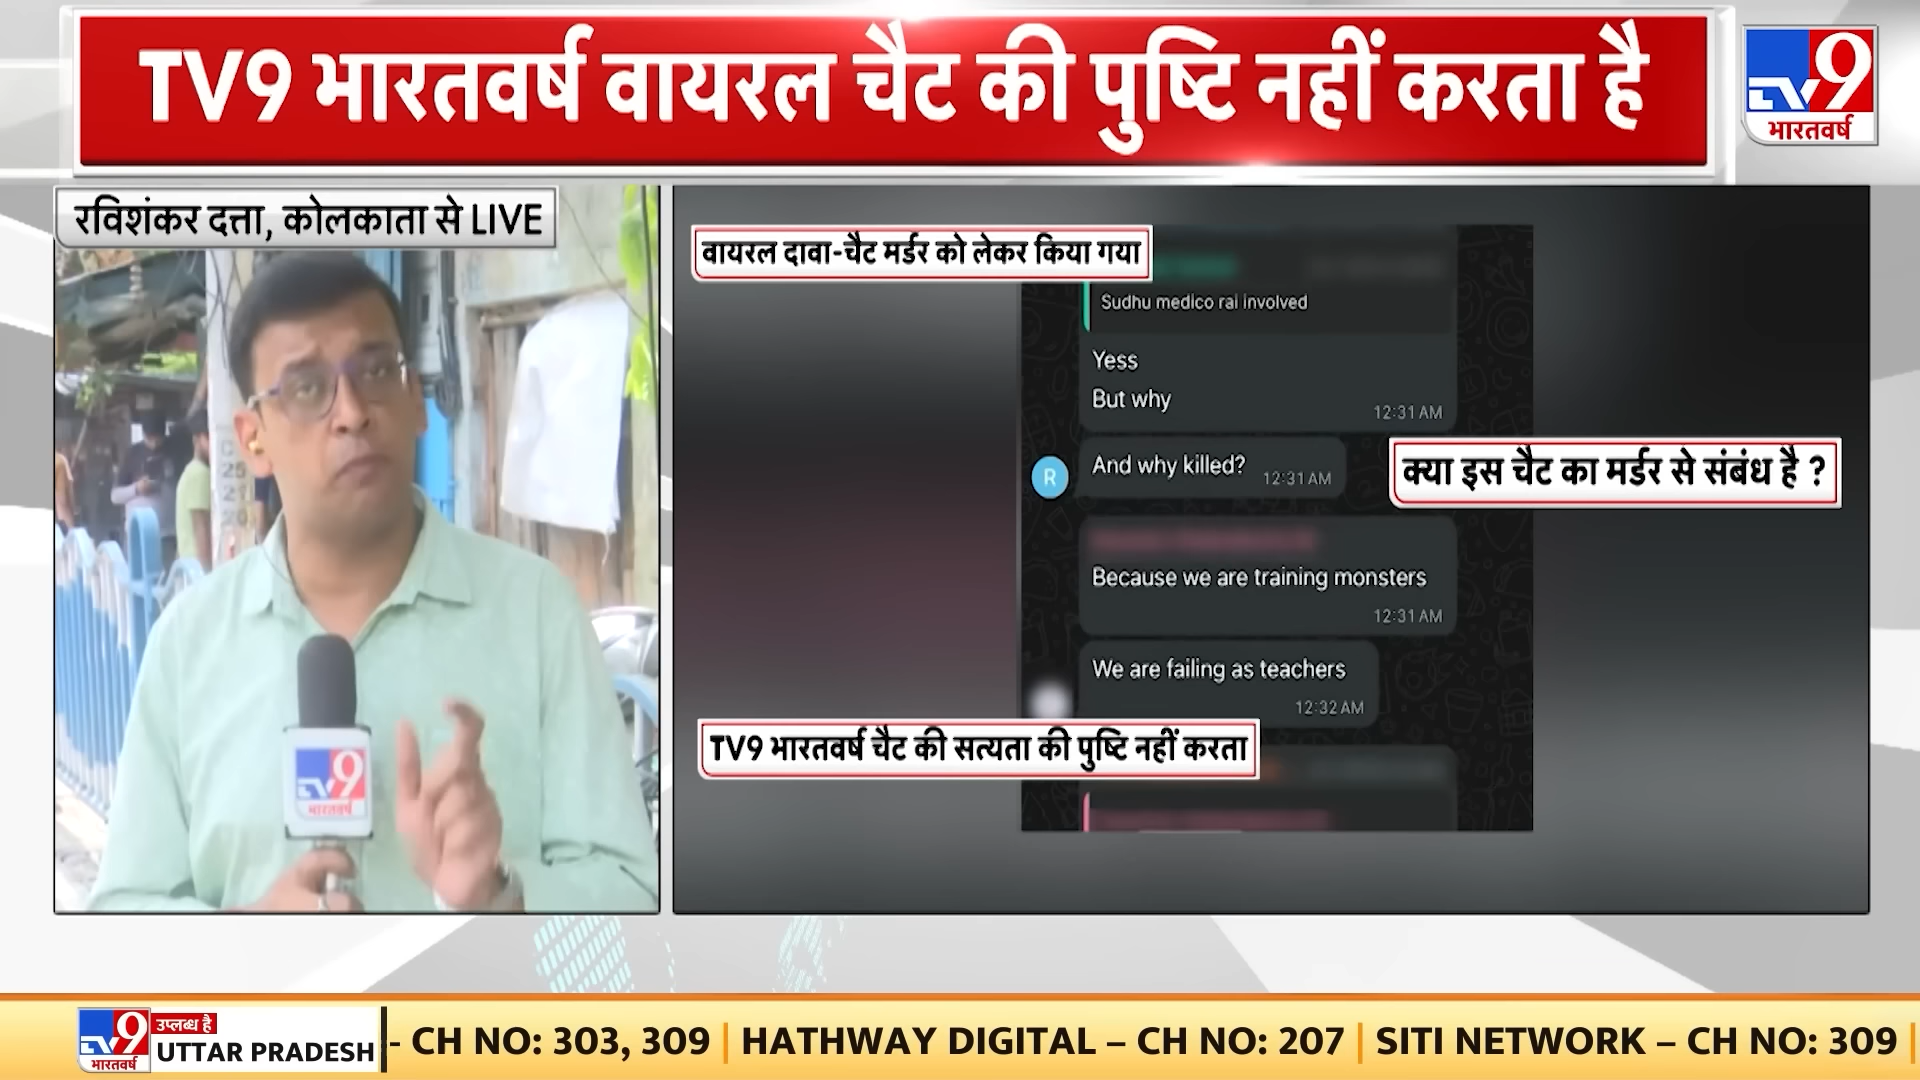 TV9 भारतवर्ष वायरल चैट की पुष्टि नहीं करता है
TV9
भारतवर्ष
रविशंकर दत्ता, कोलकाता से LIVE
वायरल दावा-चैट मर्डर को लेकर किया गया
Sudhu medico rai involved
Yess
But why
12:31 AM
R
And why killed? 12:31 AM
क्या इस चैट का मर्डर से संबंध है ?
Because we are training monsters
12:31 AM
We are failing as teachers
12:32 AM
TV9 भारतवर्ष चैट की सत्यता की पुष्टि नहीं करता
TV9
भारतवर्ष
TV9
भारतवर्ष
उपलब्ध है
UTTAR PRADESH
- CH NO: 303, 309 | HATHWAY DIGITAL – CH NO: 207 | SITI NETWORK – CH NO: 309 |